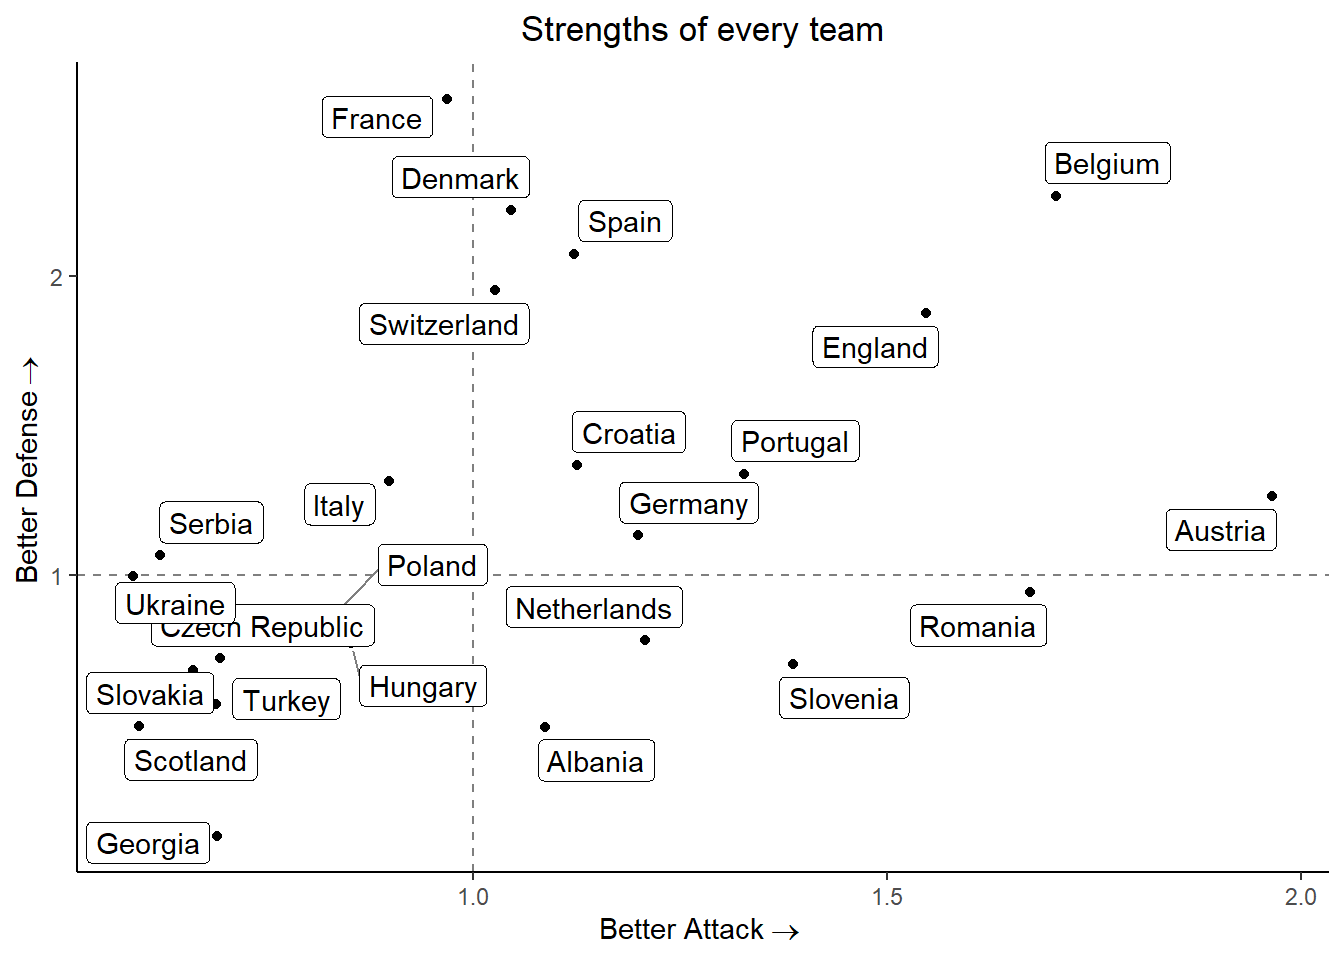 Strengths of every team
France
Denmark
Belgium
Spain
2
Switzerland
England
Better Defense →
Croatia
Portugal
Italy
Germany
Serbia
Austria
Poland
1
Ukraine
Netherlands
Czech Republic
Romania
Slovakia
Turkey
Hungary
Slovenia
Scotland
Albania
Georgia
1.0
1.5
2.0
Better Attack →